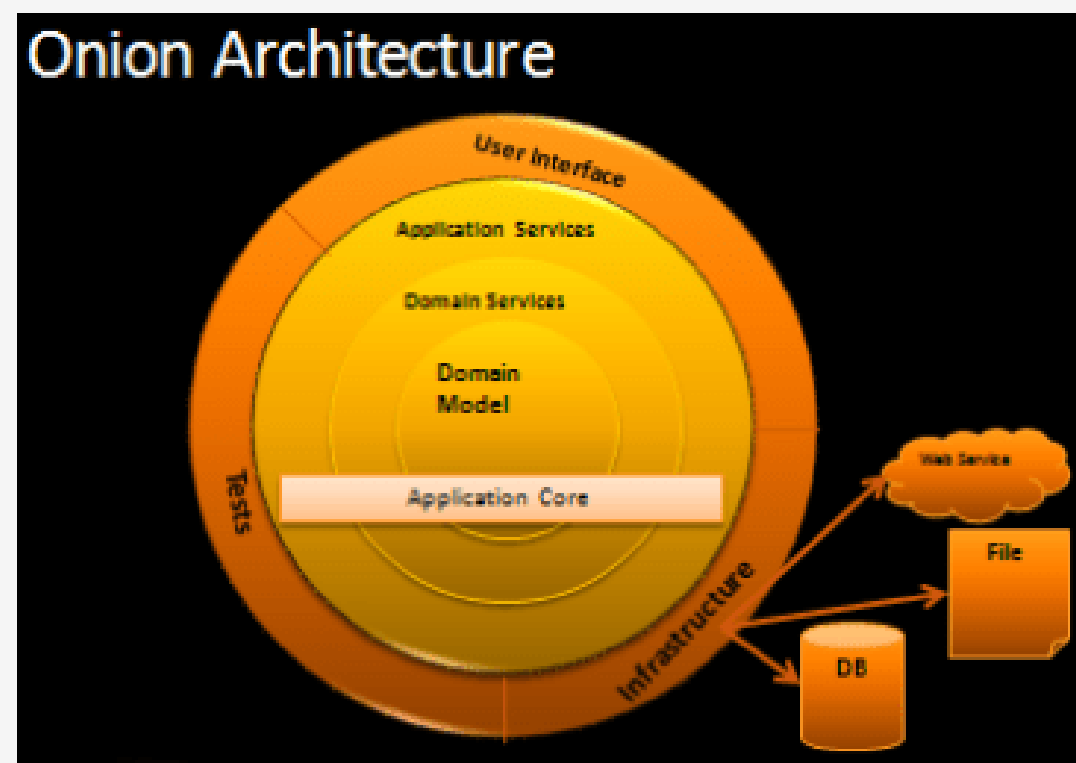 Onion Architecture
User Interface
Application Services
Domain Services
Domain
Model
Application Core
Tests
Infrastructure
Web Service
File
DB